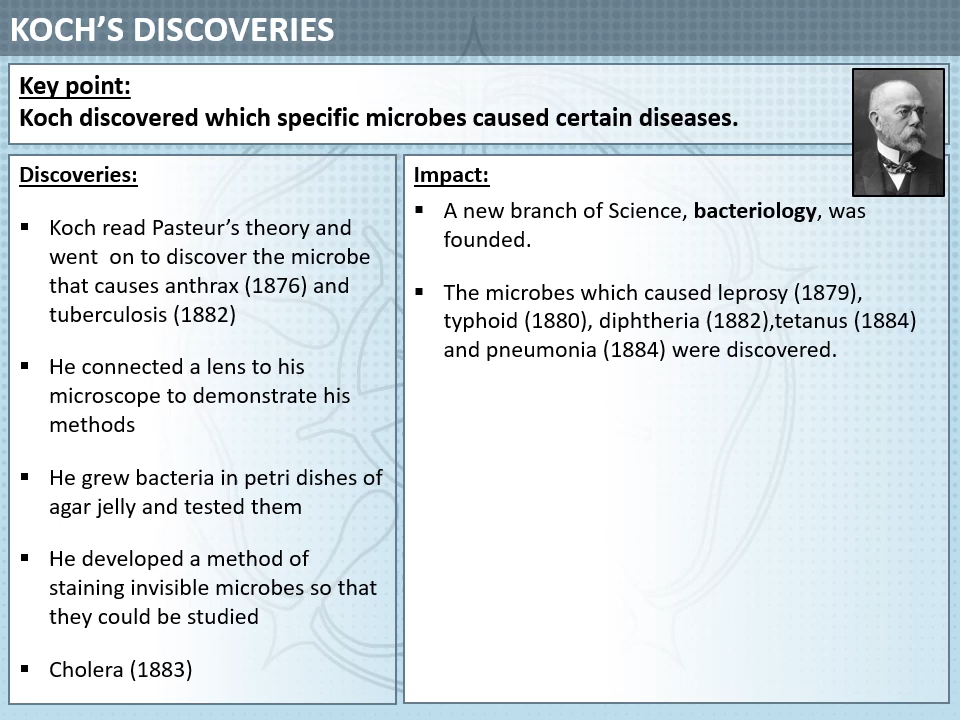 KOCH'S DISCOVERIES
Key point:
Koch discovered which specific microbes caused certain diseases.
Discoveries:
▪ Koch read Pasteur's theory and
went  on to discover the microbe
that causes anthrax (1876) and
tuberculosis (1882)
▪ He connected a lens to his
microscope to demonstrate his
methods
▪ He grew bacteria in petri dishes of
agar jelly and tested them
▪ He developed a method of
staining invisible microbes so that
they could be studied
▪ Cholera (1883)
Impact:
▪ A new branch of Science, bacteriology, was
founded.
▪ The microbes which caused leprosy (1879),
typhoid (1880), diphtheria (1882),tetanus (1884)
and pneumonia (1884) were discovered.